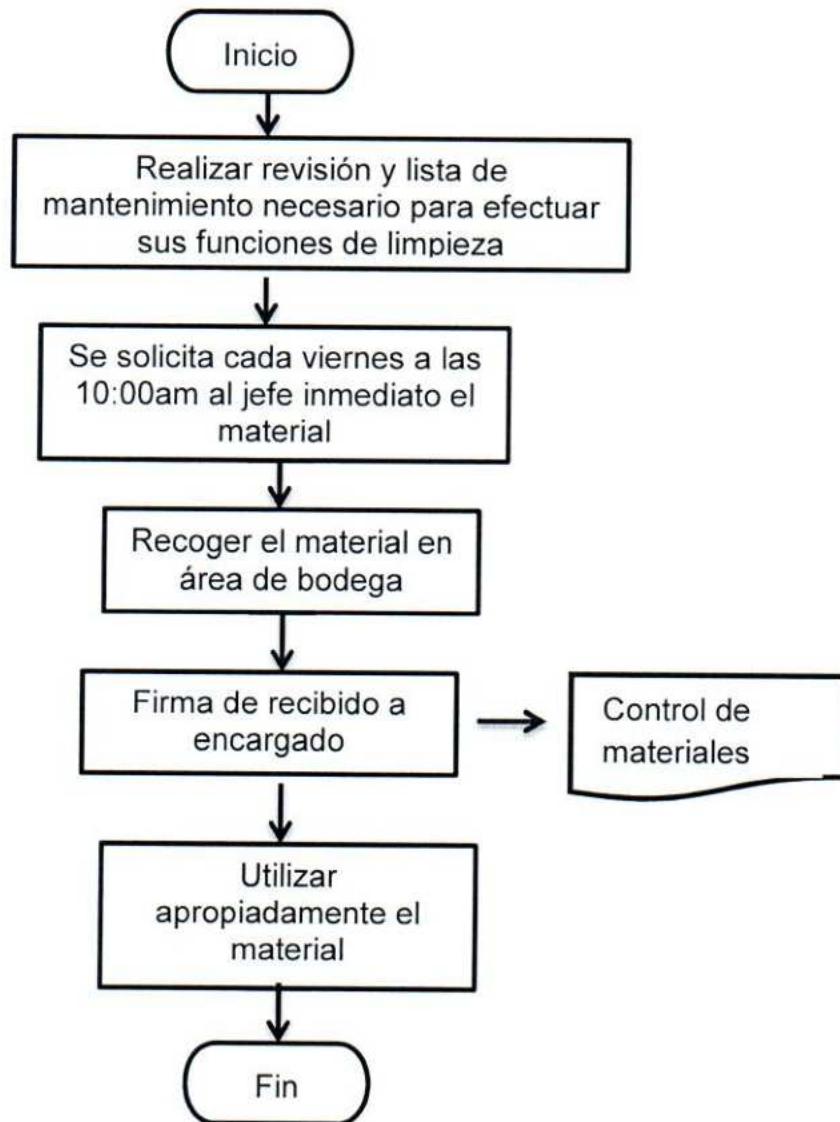 Inicio
Realizar revisión y lista de
mantenimiento necesario para efectuar
sus funciones de limpieza
Se solicita cada viernes a las
10:00am al jefe inmediato el
material
Recoger el material en
área de bodega
Firma de recibido a
encargado
Control de
materiales
Utilizar
apropiadamente el
material
Fin